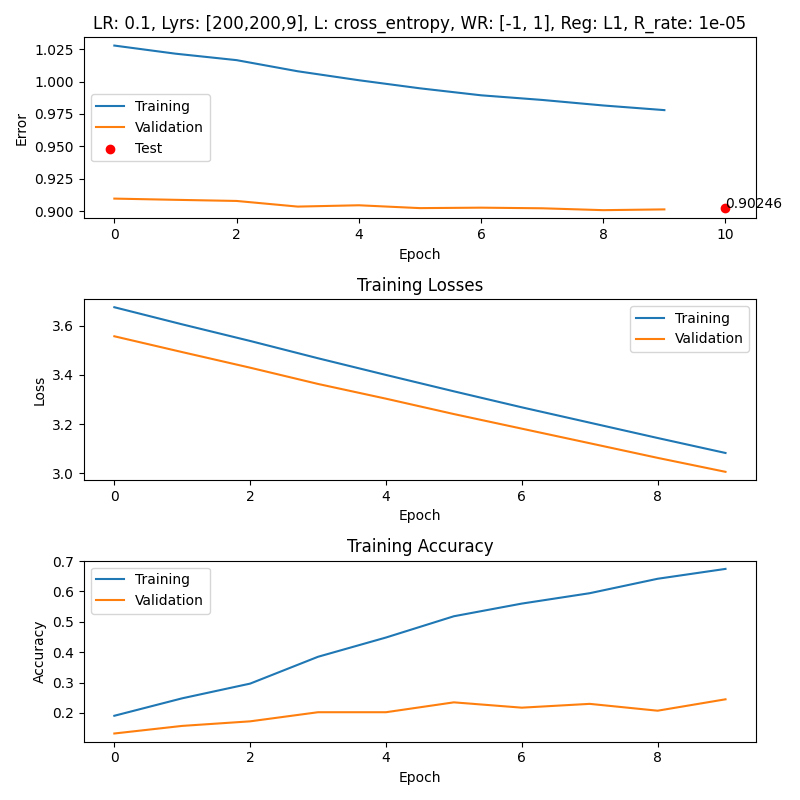 LR: 0.1, Lyrs: [200,200,9], L: cross_entropy, WR: [-1, 1], Reg: L1, R_rate: 1e-05
1.025
1.000
0.975
0.950
0.925
0.900
Error
Training
Validation
Test
0.90246
0 2 4 6 8 10
Epoch
Training Losses
3.6
3.4
3.2
3.0
Loss
Training
Validation
0 2 4 6 8
Epoch
Training Accuracy
0.7
0.6
0.5
0.4
0.3
0.2
Accuracy
Training
Validation
0 2 4 6 8
Epoch